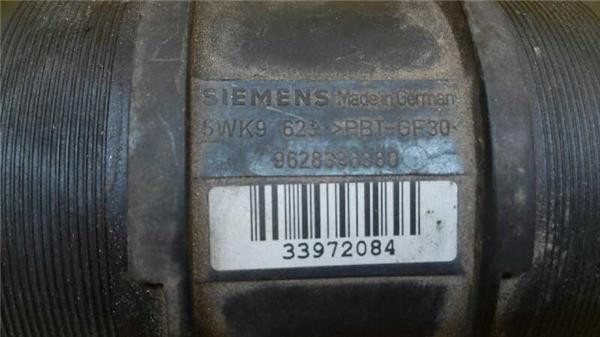 SIEMENS Made in German
5WK9 623 >PBT-GF30-
9628336380
33972084